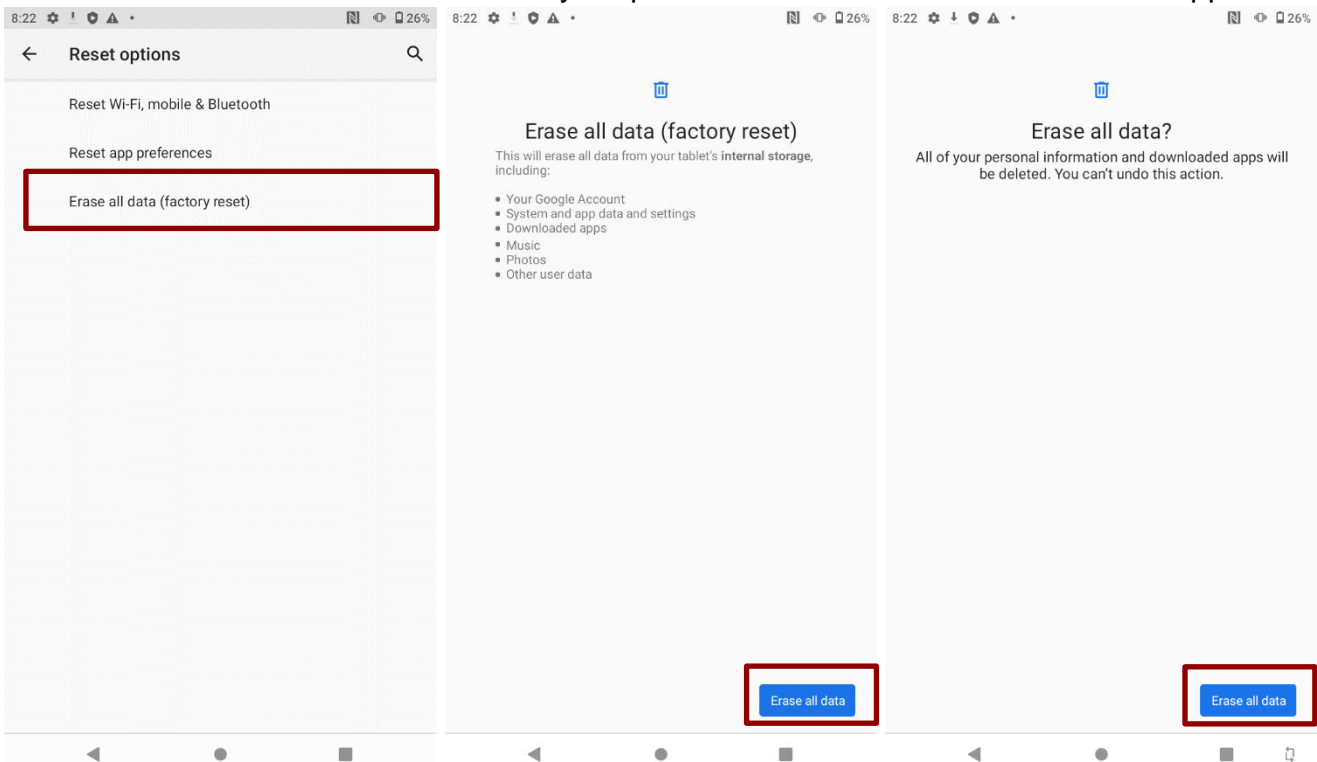 8:22
26%
Reset options
Reset Wi-Fi, mobile & Bluetooth
Reset app preferences
Erase all data (factory reset)
8:22
26%
Erase all data (factory reset)
This will erase all data from your tablet's internal storage,
including:
• Your Google Account
• System and app data and settings
• Downloaded apps
• Music
• Photos
• Other user data
Erase all data
8:22
26%
Erase all data?
All of your personal information and downloaded apps will
be deleted. You can't undo this action.
Erase all data